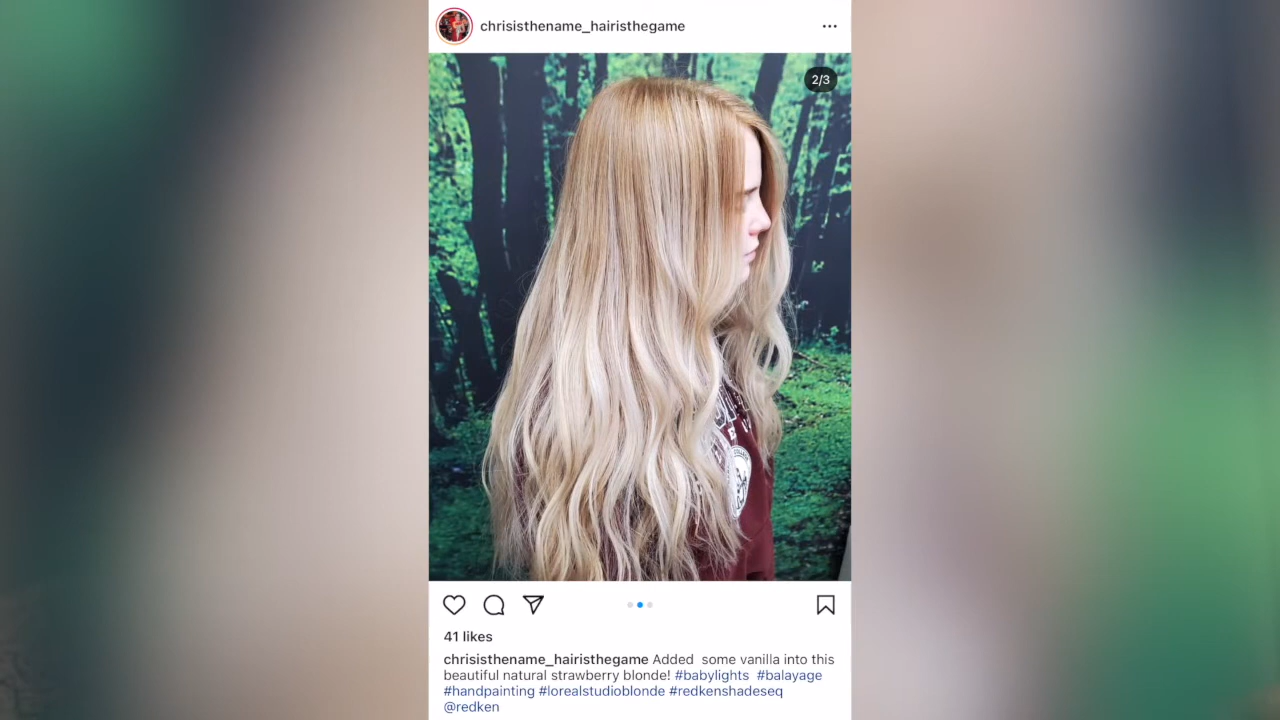 chrisisthename_hairisthegame
2/3
41 likes
chrisisthename_hairisthegame Added some vanilla into this
beautiful natural strawberry blonde! #babylights #balayage
#handpainting #lorealstudioblonde #redkenshadeseq
@redken